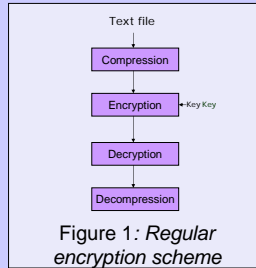 Text file
Compression
Encryption
Key Key
Decryption
Decompression
Figure 1: Regular
encryption scheme